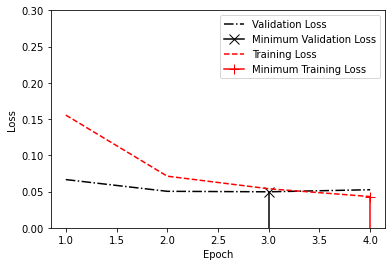 Validation Loss
Minimum Validation Loss
Training Loss
Minimum Training Loss
0.30
0.25
0.20
0.15
0.10
0.05
0.00
Loss
1.0 1.5 2.0 2.5 3.0 3.5 4.0
Epoch